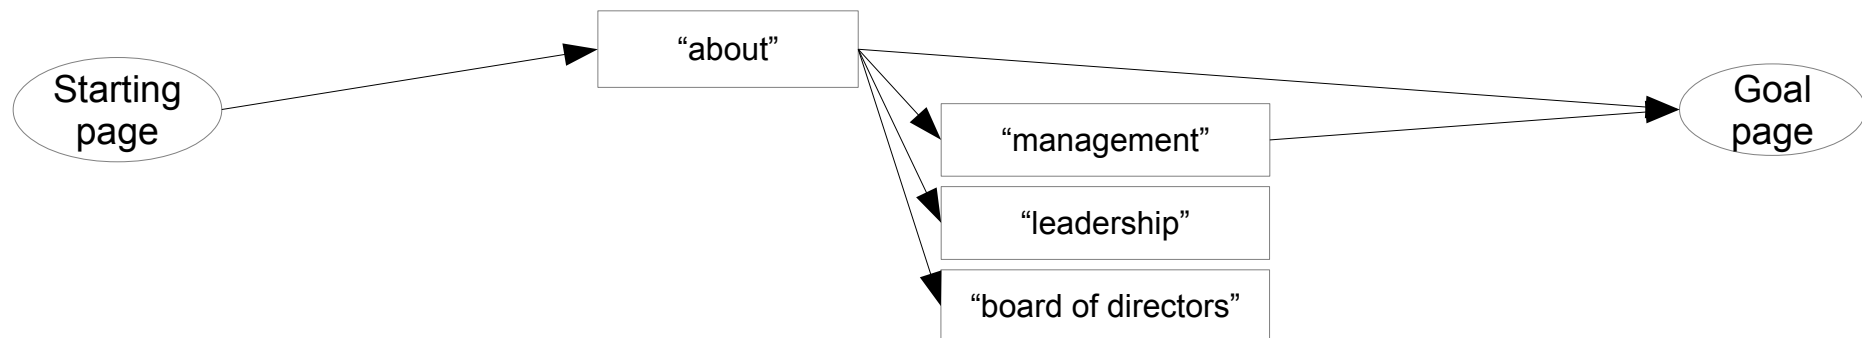 Starting
page
“about”
“management”
“leadership”
“board of directors”
Goal
page